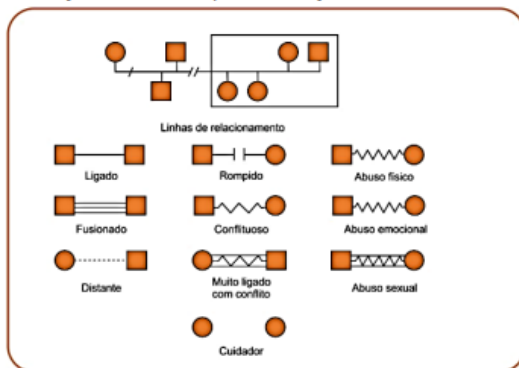 Linhas de relacionamento
Ligado
Rompido
Abuso físico
Fusionado
Conflituoso
Abuso emocional
Distante
Muito ligado
com conflito
Abuso sexual
Cuidador